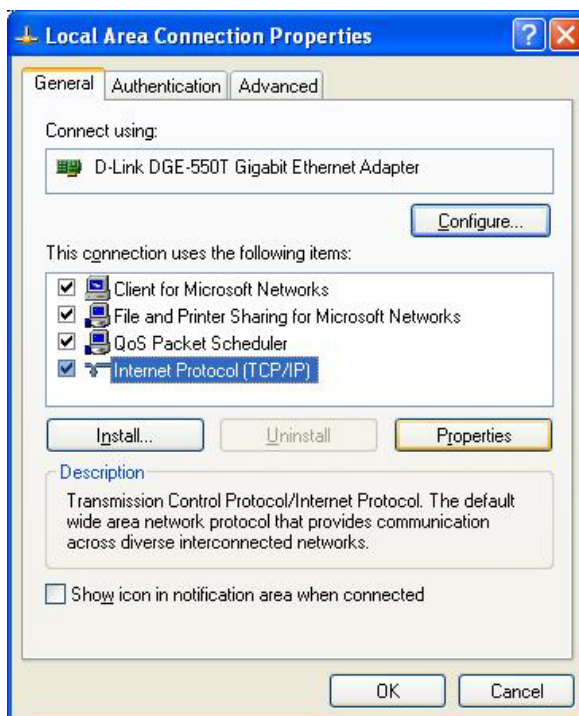 Local Area Connection Properties
General Authentication Advanced
Connect using:
D-Link DGE-550T Gigabit Ethernet Adapter
Configure...
This connection uses the following items:
Client for Microsoft Networks
File and Printer Sharing for Microsoft Networks
QoS Packet Scheduler
Internet Protocol (TCP/IP)
Install... Uninstall Properties
Description
Transmission Control Protocol/Internet Protocol. The default
wide area network protocol that provides communication
across diverse interconnected networks.
Show icon in notification area when connected
OK Cancel